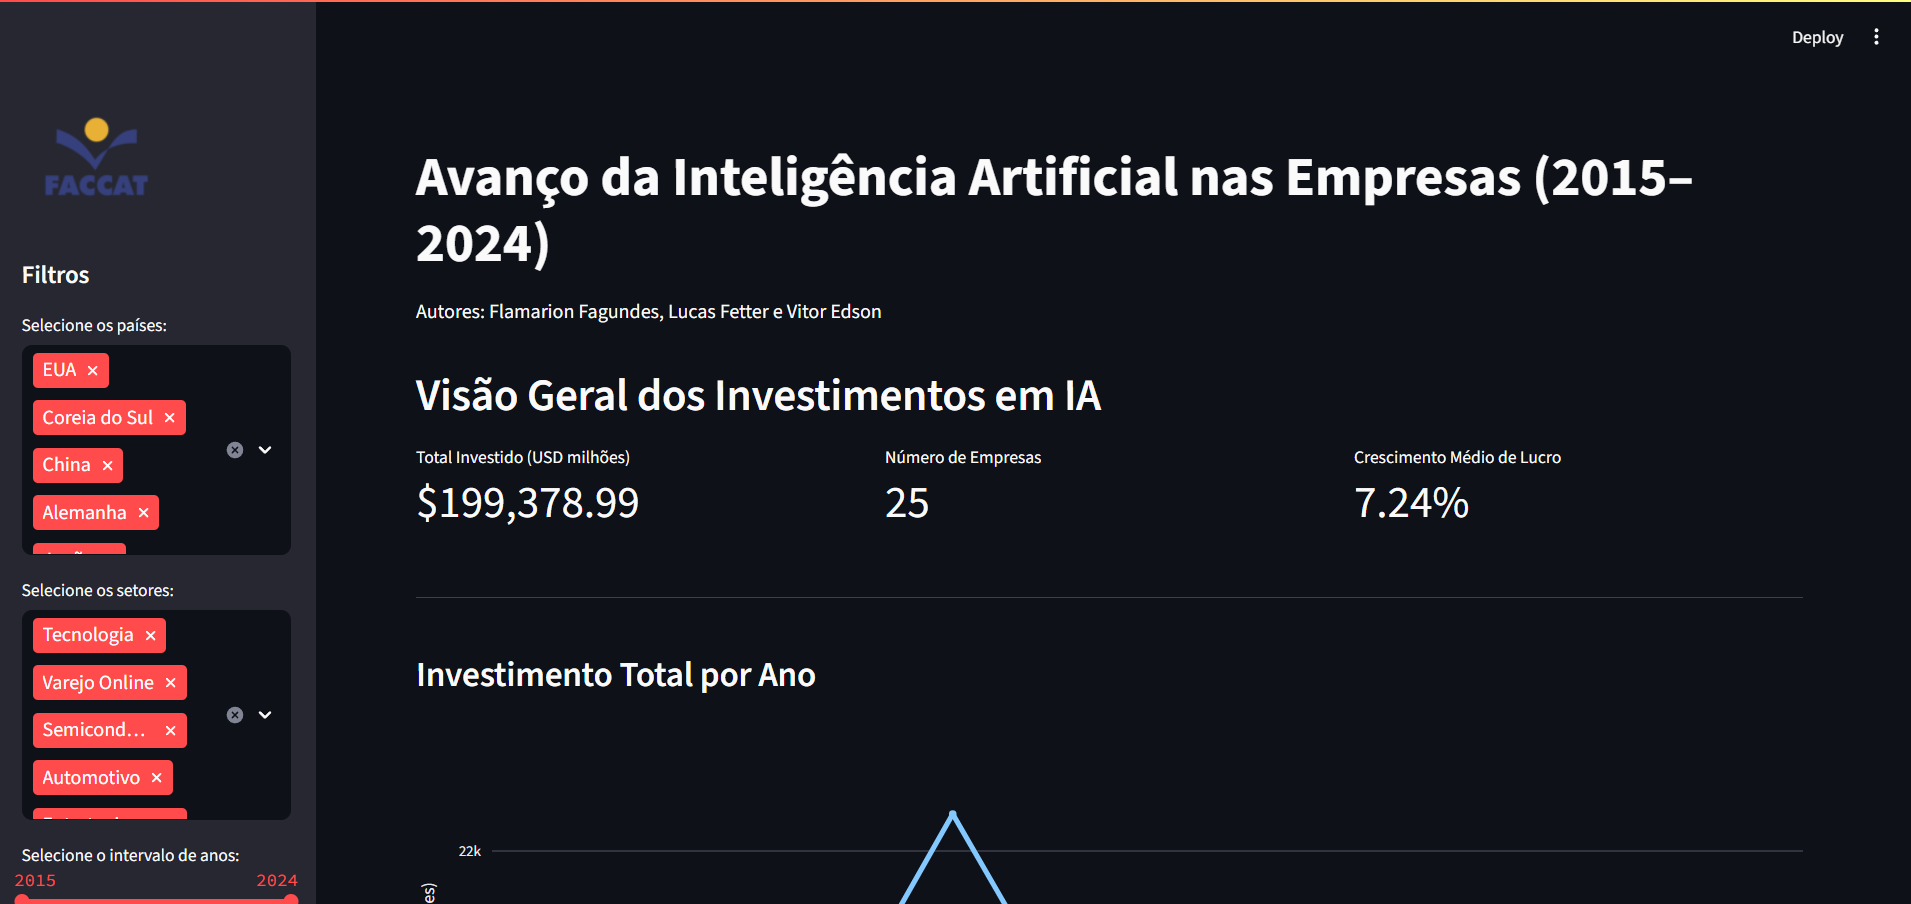 Deploy
FACCAT
Filtros
Selecione os países:
EUA
Coreia do Sul
China
Alemanha
Selecione os setores:
Tecnologia
Varejo Online
Semicond...
Automotivo
Selecione o intervalo de anos:
2015 2024
Avanço da Inteligência Artificial nas Empresas (2015–
2024)
Autores: Flamarion Fagundes, Lucas Fetter e Vitor Edson
Visão Geral dos Investimentos em IA
Total Investido (USD milhões)
$199,378.99
Número de Empresas
25
Crescimento Médio de Lucro
7.24%
Investimento Total por Ano
22k
es)